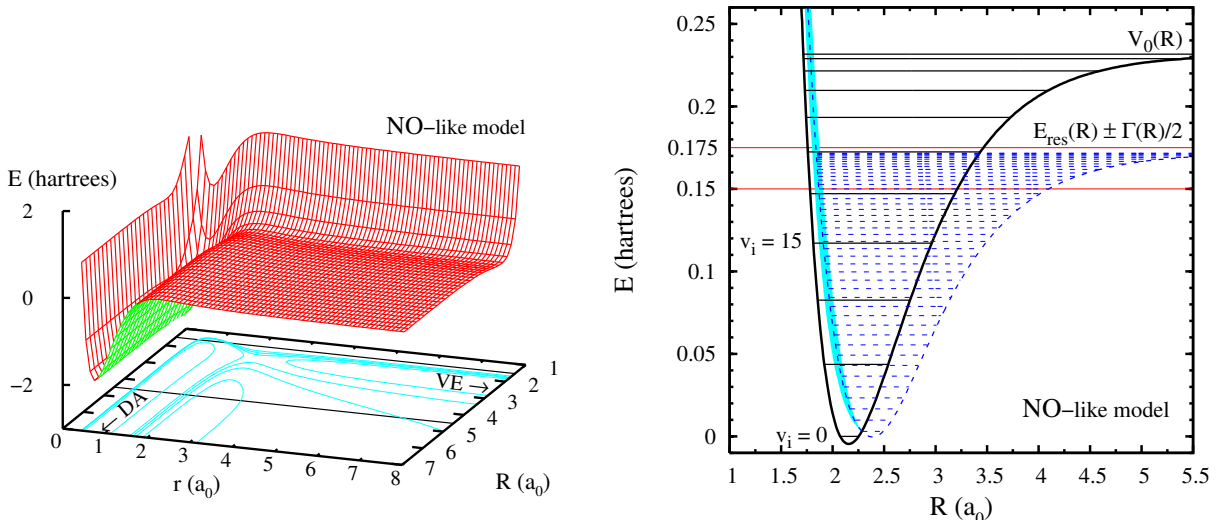 NO−like model
E (hartrees)
2
0
−2
← DA
VE →
0
1
2
3
4
5
6
7
8
r (a0)
1
2
3
4
5
6
7
R (a0)
0.25
0.2
0.175
0.15
0.1
0.05
0
E (hartrees)
V0(R)
Eres(R) ± Γ(R)/2
vi = 15
vi = 0
NO−like model
1
1.5
2
2.5
3
3.5
4
4.5
5
5.5
R (a0)